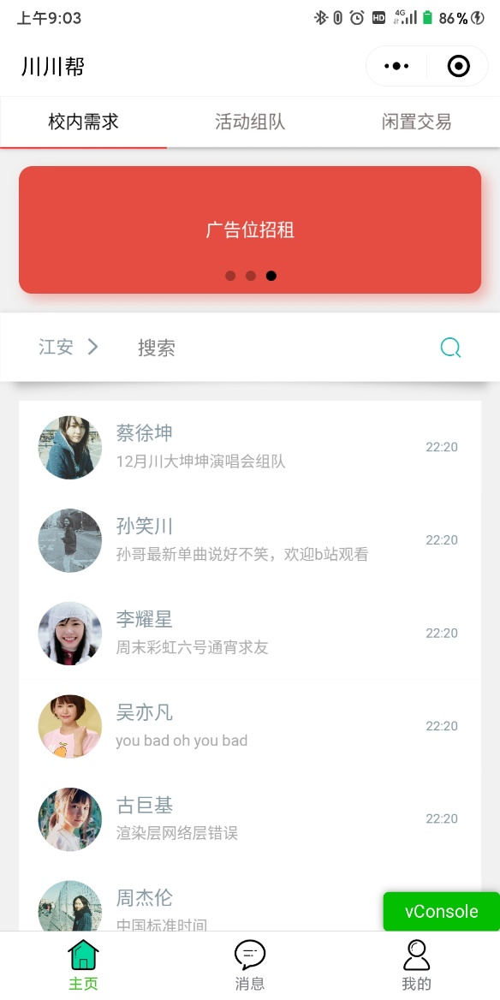 上午9:03
HD 4G 86%
川川帮
校内需求 活动组队 闲置交易
广告位招租
江安 搜索
蔡徐坤
12月川大坤坤演唱会组队
22:20
孙笑川
孙哥最新单曲说好不笑，欢迎b站观看
22:20
李耀星
周末彩虹六号通宵求友
22:20
吴亦凡
you bad oh you bad
22:20
古巨基
渲染层网络层错误
22:20
周杰伦
中国标准时间
vConsole
主页 消息 我的